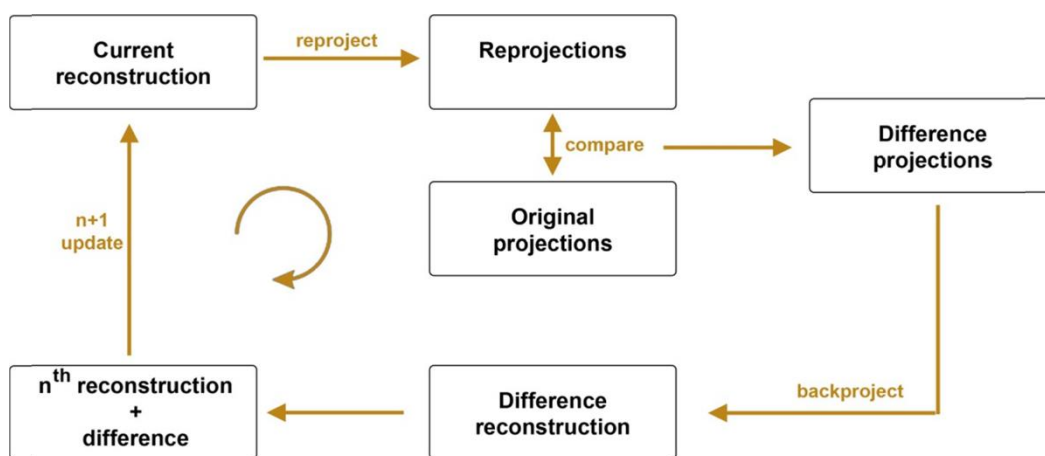 Current
reconstruction
reproject
Reprojections
compare
Difference
projections
Original
projections
n+1
update
nth reconstruction
+
difference
Difference
reconstruction
backproject